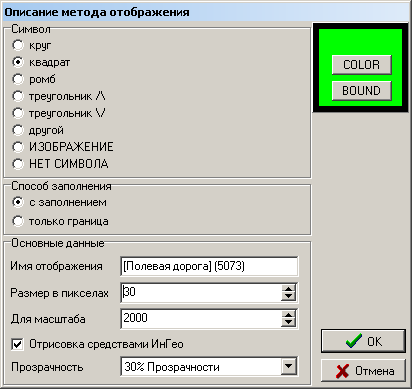 Описание метода отображения
Символ
круг
квадрат
ромб
треугольник /\
треугольник \/
другой
ИЗОБРАЖЕНИЕ
НЕТ СИМВОЛА
COLOR
BOUND
Способ заполнения
с заполнением
только граница
Основные данные
Имя отображения [Полевая дорога] (5073)
Размер в пикселах 30
Для масштаба 2000
Отрисовка средствами ИнГео
Прозрачность 30% Прозрачности
OK
Отмена